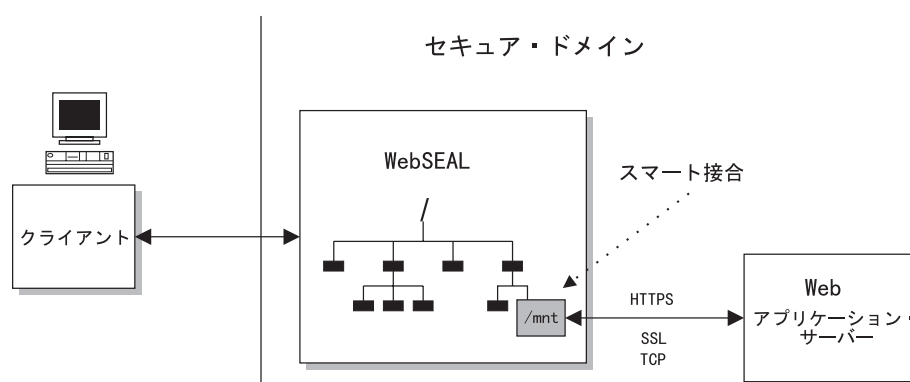 セキュア・ドメイン
WebSEAL
/
スマート接合
クライアント
/mnt
HTTPS
SSL
TCP
Web
アプリケーション・
サーバー